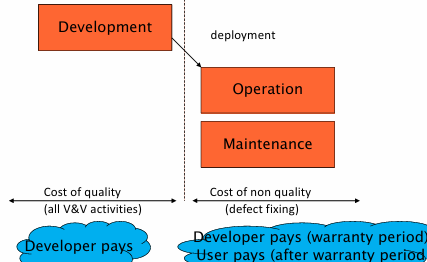 Development
deployment
Operation
Maintenance
Cost of quality
(all V&V activities)
Cost of non quality
(defect fixing)
Developer pays
Developer pays (warranty period)
User pays (after warranty period